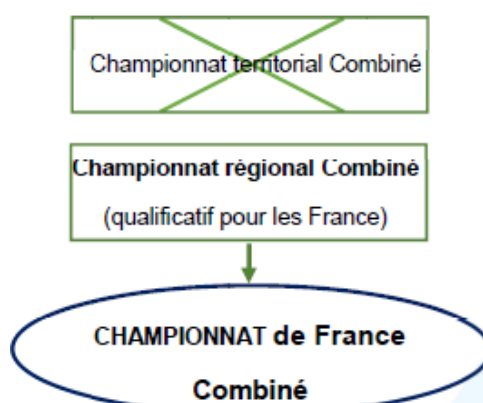 Championnat territorial Combiné
Championnat régional Combiné
(qualificatif pour les France)
CHAMPIONNAT de France
Combiné